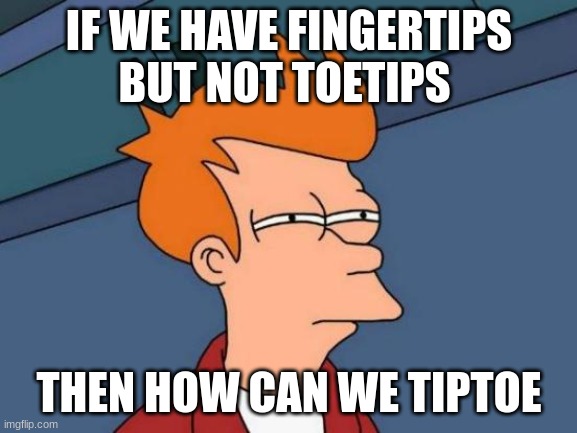 IF WE HAVE FINGERTIPS
BUT NOT TOETIPS
THEN HOW CAN WE TIPTOE
imgflip.com